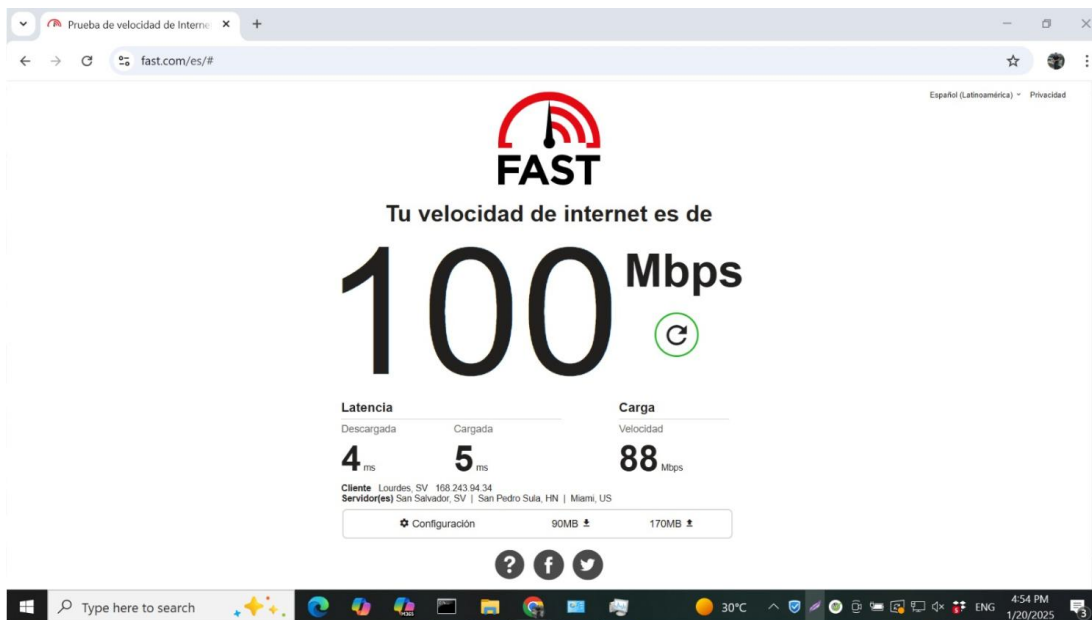 Prueba de velocidad de Interne
fast.com/es/#
Español (Latinoamérica) Privacidad
FAST
Tu velocidad de internet es de
100 Mbps
Latencia Carga
Descargada Cargada Velocidad
4 ms 5 ms 88 Mbps
Cliente Lourdes, SV 168.243.94.34
Servidor(es) San Salvador, SV | San Pedro Sula, HN | Miami, US
Configuración 90MB 170MB
Type here to search 30°C ENG 4:54 PM
1/20/2025 3